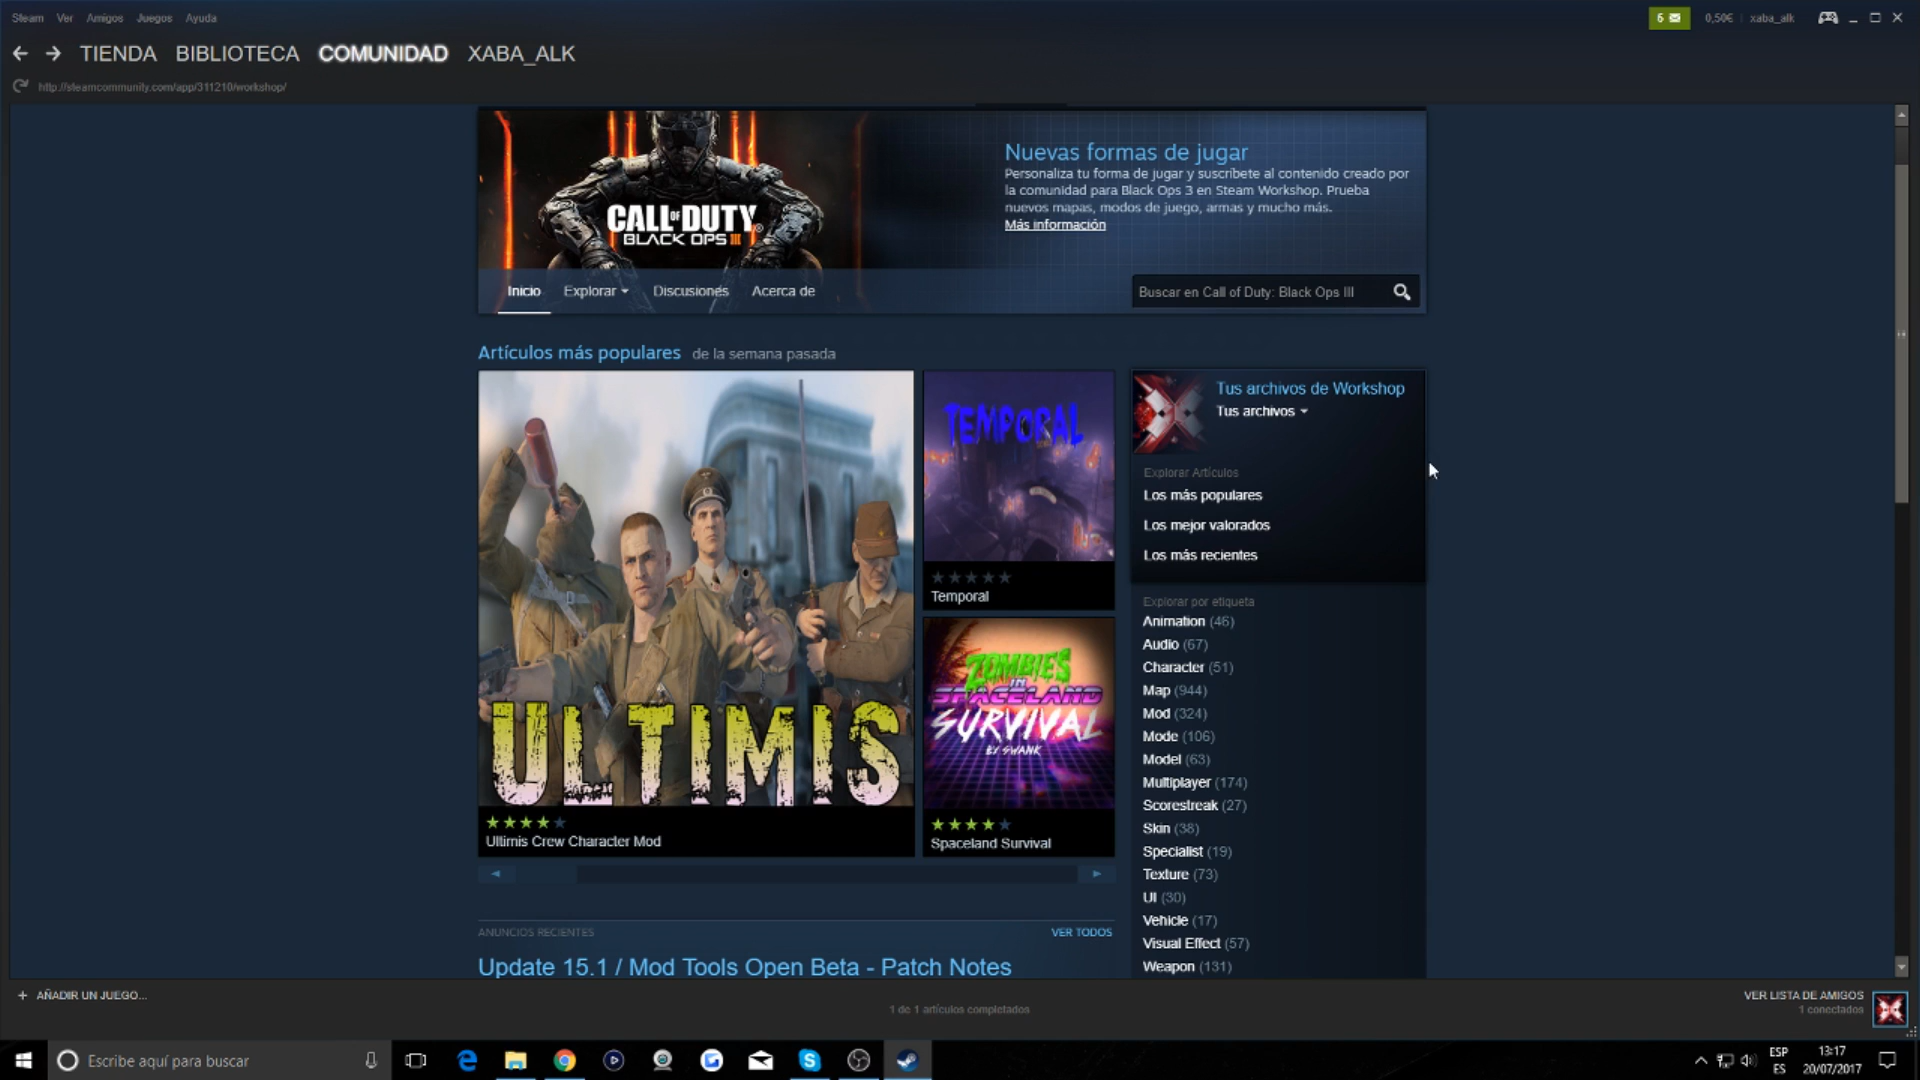 Steam Ver Amigos Juegos Ayuda
6 0,50€ xaba_alk
TIENDA BIBLIOTECA COMUNIDAD XABA_ALK
http://steamcommunity.com/app/311210/workshop/
CALL OF DUTY®
BLACK OPS III
Nuevas formas de jugar
Personaliza tu forma de jugar y suscríbete al contenido creado por
la comunidad para Black Ops 3 en Steam Workshop. Prueba
nuevos mapas, modos de juego, armas y mucho más.
Más información
Inicio Explorar Discusiones Acerca de
Buscar en Call of Duty: Black Ops III
Artículos más populares de la semana pasada
ULTIMIS
Ultimis Crew Character Mod
TEMPORAL
Temporal
ZOMBIES
IN
SPACELAND
SURVIVAL
BY SWANK
Spaceland Survival
Tus archivos de Workshop
Tus archivos
Explorar Artículos
Los más populares
Los mejor valorados
Los más recientes
Explorar por etiqueta
Animation (46)
Audio (67)
Character (51)
Map (944)
Mod (324)
Mode (106)
Model (63)
Multiplayer (174)
Scorestreak (27)
Skin (38)
Specialist (19)
Texture (73)
UI (30)
Vehicle (17)
Visual Effect (57)
Weapon (131)
ANUNCIOS RECIENTES VER TODOS
Update 15.1 / Mod Tools Open Beta - Patch Notes
+ AÑADIR UN JUEGO...
1 de 1 artículos completados
VER LISTA DE AMIGOS
1 conectados
Escribe aquí para buscar
ESP
ES
13:17
20/07/2017